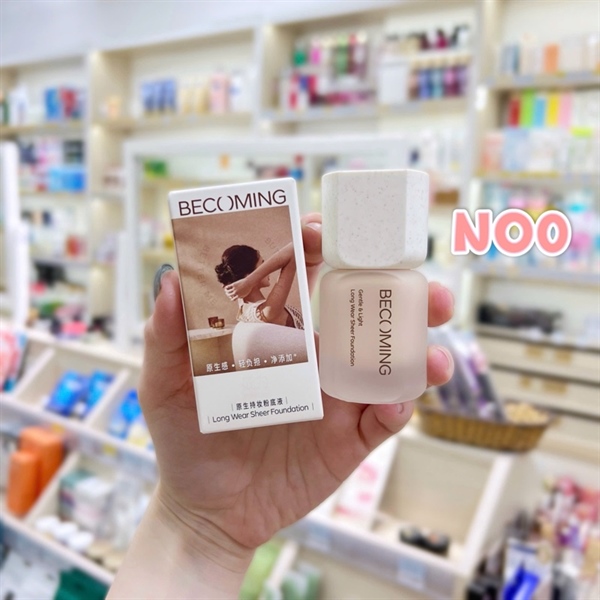 BECOMING
原生感 • 轻负担 • 净添加*
原生持妆粉底液
Long Wear Sheer Foundation
BECOMING
Gentle & Light
Long Wear Sheer Foundation
N00